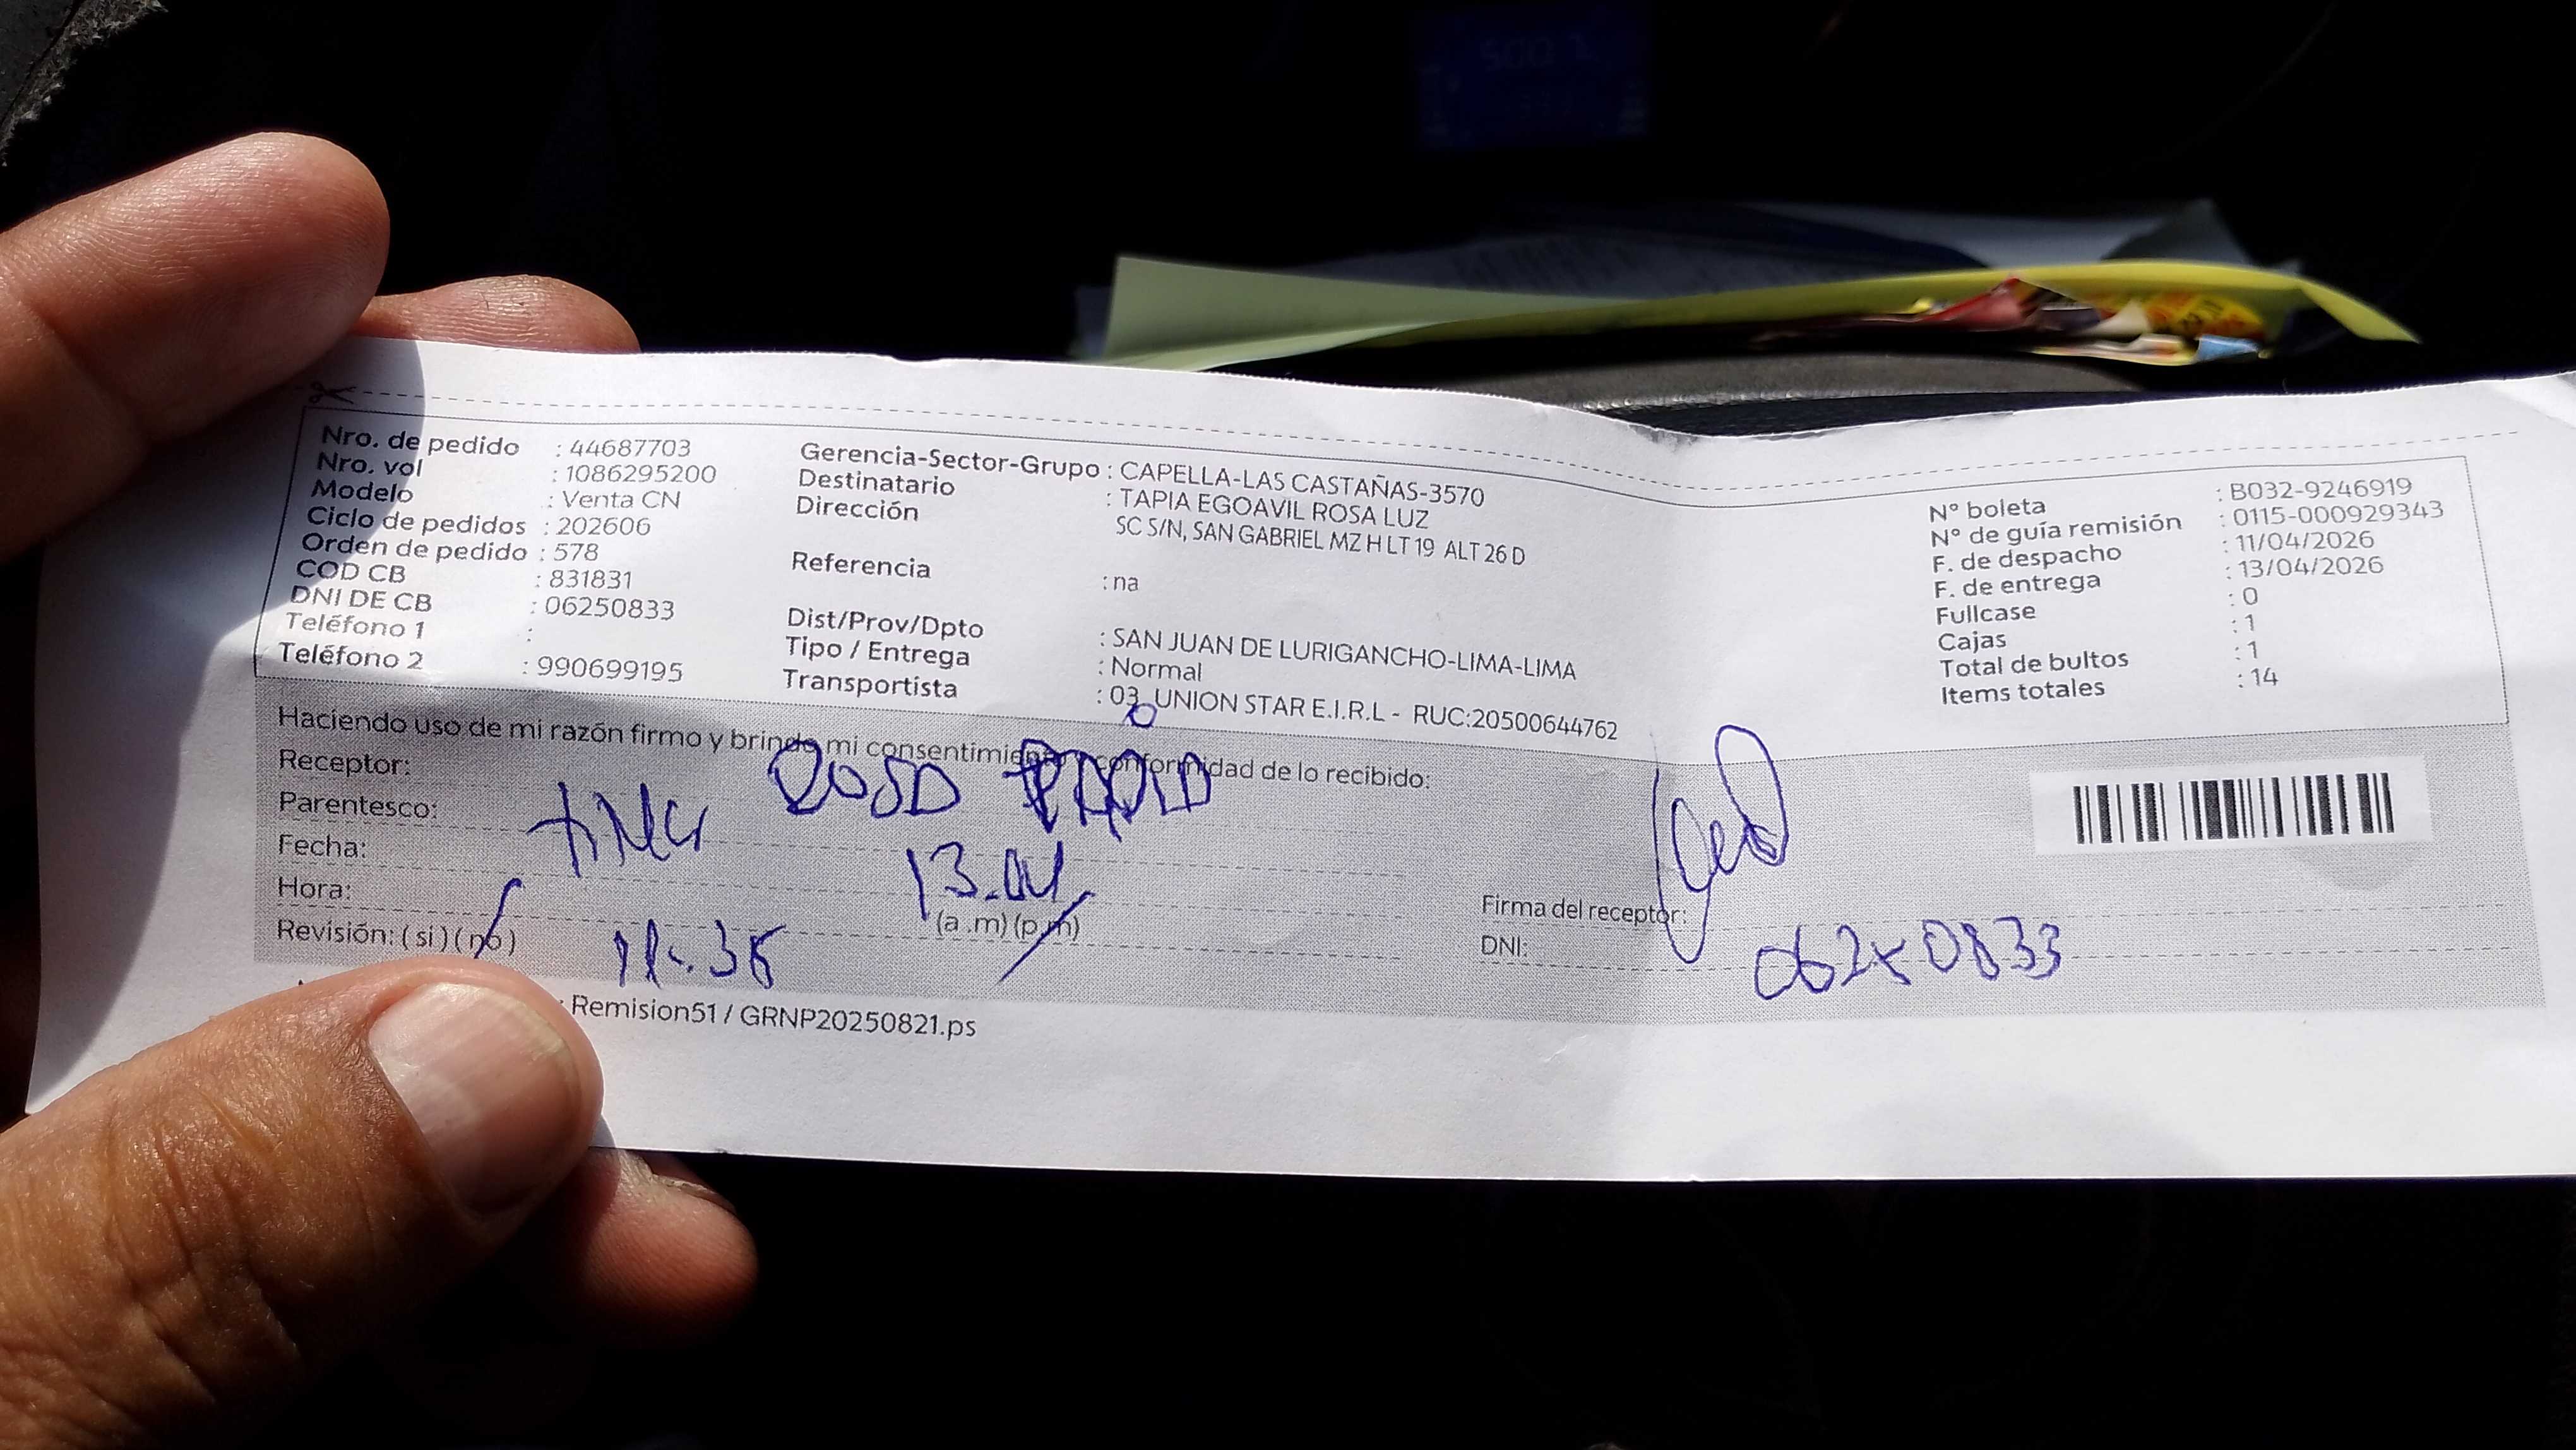 Nro. de pedido : 44687703
Nro. vol : 1086295200
Modelo : Venta CN
Ciclo de pedidos : 202606
Orden de pedido : 578
COD CB : 831831
DNI DE CB : 06250833
Teléfono 1 :
Teléfono 2 : 990699195
Gerencia-Sector-Grupo : CAPELLA-LAS CASTAÑAS-3570
Destinatario : TAPIA EGOAVIL ROSA LUZ
Dirección SC S/N, SAN GABRIEL MZ H LT 19 ALT 26 D
Referencia : na
Dist/Prov/Dpto : SAN JUAN DE LURIGANCHO-LIMA-LIMA
Tipo / Entrega : Normal
Transportista : 03 UNION STAR E.I.R.L - RUC:20500644762
N° boleta : B032-9246919
N° de guía remisión : 0115-000929343
F. de despacho : 11/04/2026
F. de entrega : 13/04/2026
Fullcase : 0
Cajas : 1
Total de bultos : 1
Items totales : 14
Haciendo uso de mi razón firmo y brindo mi consentimiento y conformidad de lo recibido:
Receptor: ROSA TAPIA
Parentesco:
Fecha: 13.04
Hora: (a.m) (p.m)
Revisión: (si) (no)
Firma del receptor:
DNI: 06250833
: Remision51 / GRNP20250821.ps